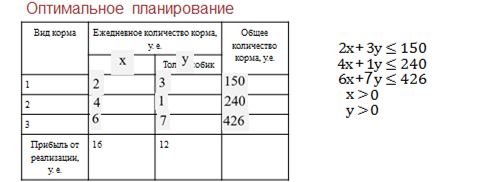 Оптимальное планирование
Вид корма
Ежедневное количество корма, у. е.
Общее количество корма, у.е.
x
y
1
2
3
150
2
4
1
240
3
6
7
426
Прибыль от реализации, у. е.
16
12
2x+ 3y ≤ 150
4x+ 1y ≤ 240
6x+7y ≤ 426
x >0
y >0